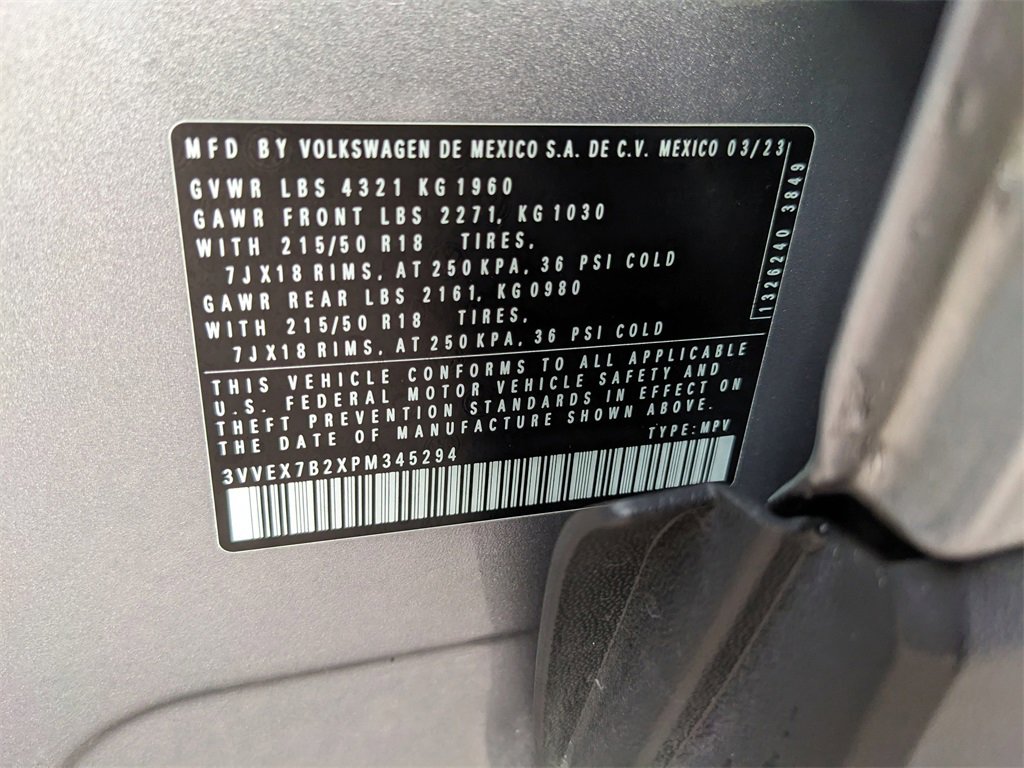 MFD BY VOLKSWAGEN DE MEXICO S.A. DE C.V. MEXICO 03/23
GVWR LBS 4321 KG 1960
GAWR FRONT LBS 2271, KG 1030
WITH 215/50 R18 TIRES,
7JX18 RIMS, AT 250 KPA, 36 PSI COLD
GAWR REAR LBS 2161, KG 0980
WITH 215/50 R18 TIRES,
7JX18 RIMS, AT 250 KPA, 36 PSI COLD
1326240 3849
THIS VEHICLE CONFORMS TO ALL APPLICABLE
U.S. FEDERAL MOTOR VEHICLE SAFETY AND
THEFT PREVENTION STANDARDS IN EFFECT ON
THE DATE OF MANUFACTURE SHOWN ABOVE.
TYPE: MPV
3VVEX7B2XPM345294